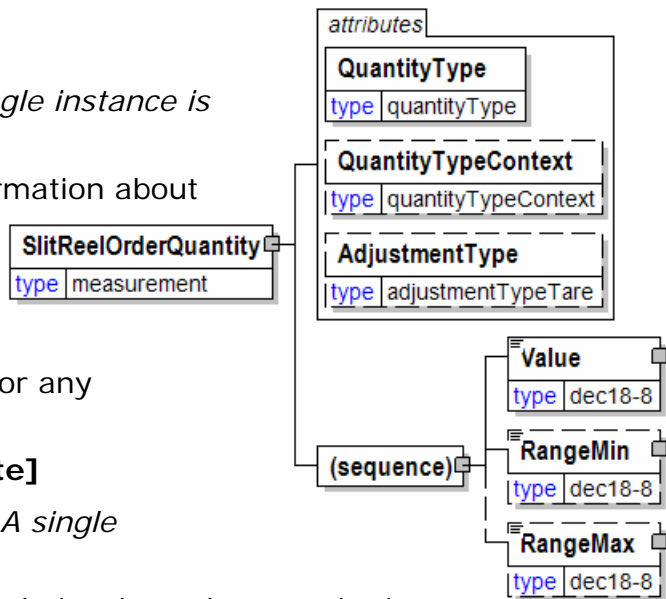 gle instance is
rmation about
or any
te]
A single
attributes
QuantityType
type quantityType
QuantityTypeContext
type quantityTypeContext
AdjustmentType
type adjustmentTypeTare
SlitReelOrderQuantity
type measurement
(sequence)
Value
type dec18-8
RangeMin
type dec18-8
RangeMax
type dec18-8